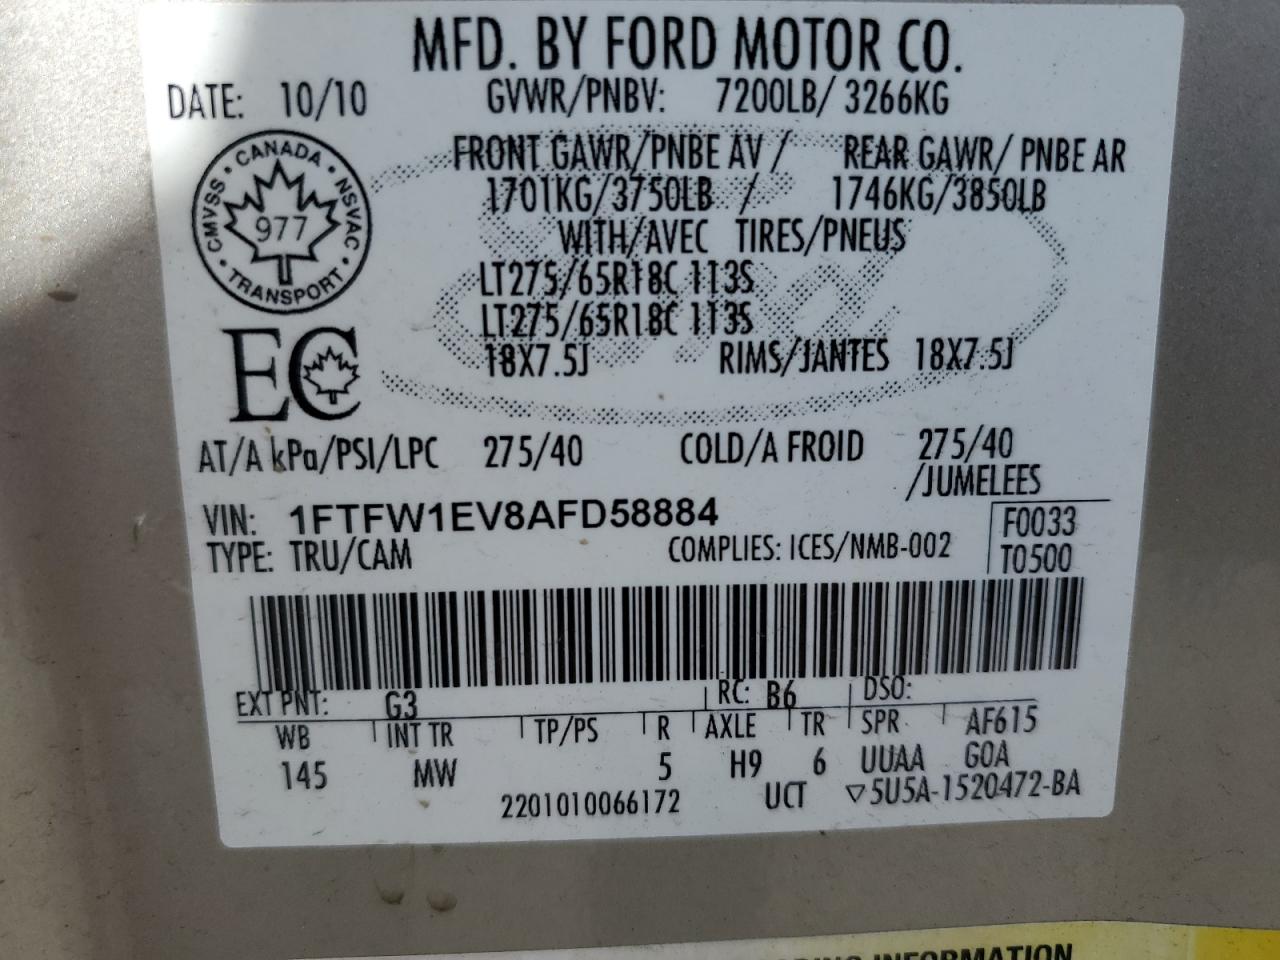 MFD. BY FORD MOTOR CO.
DATE: 10/10 GVWR/PNBV: 7200LB/ 3266KG
FRONT GAWR/PNBE AV / REAR GAWR/ PNBE AR
1701KG/3750LB / 1746KG/3850LB
WITH/AVEC TIRES/PNEUS
LT275/65R18C 113S
LT275/65R18C 113S
18X7.5J RIMS/JANTES 18X7.5J
CANADA
CMVSS • NSVAC
977
TRANSPORT
EC
AT/A kPa/PSI/LPC 275/40 COLD/A FROID 275/40
/JUMELEES
VIN: 1FTFW1EV8AFD58884 F0033
TYPE: TRU/CAM COMPLIES: ICES/NMB-002 T0500
EXT PNT: G3 RC: B6 DSO:
WB INT TR TP/PS R AXLE TR SPR AF615
145 MW 5 H9 6 UUAA G0A
2201010066172 UCT ▽5U5A-1520472-BA
INFORMATION